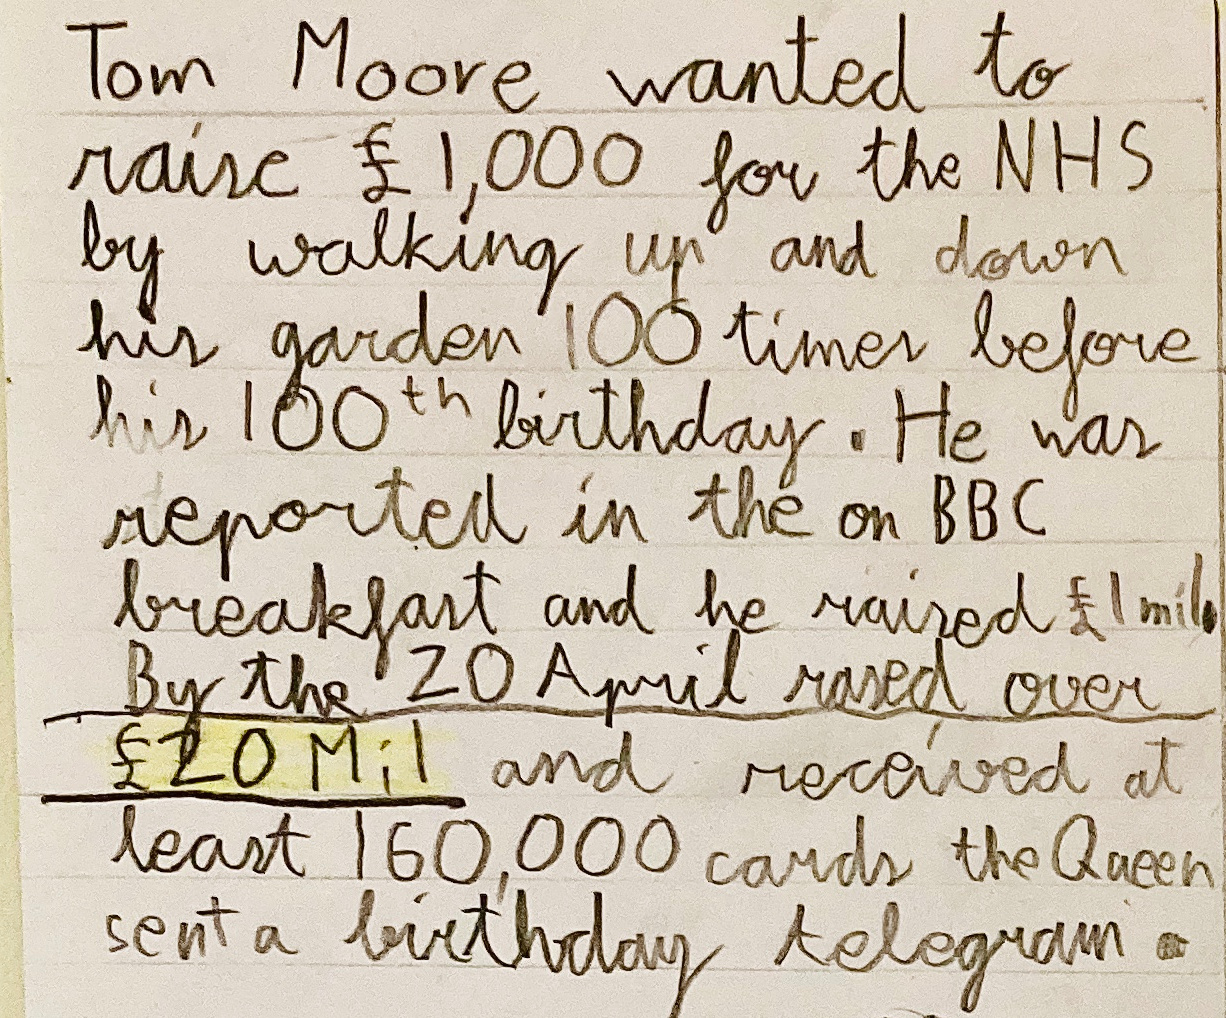 Tom Moore wanted to
raise £1,000 for the NHS
by walking up and down
his garden 100 times before
his 100th birthday. He was
reported in the on BBC
breakfast and he raised £1mil.
By the 20 April rased over
£20 Mil and received at
least 160,000 cards the Queen
sent a birthday telegram.